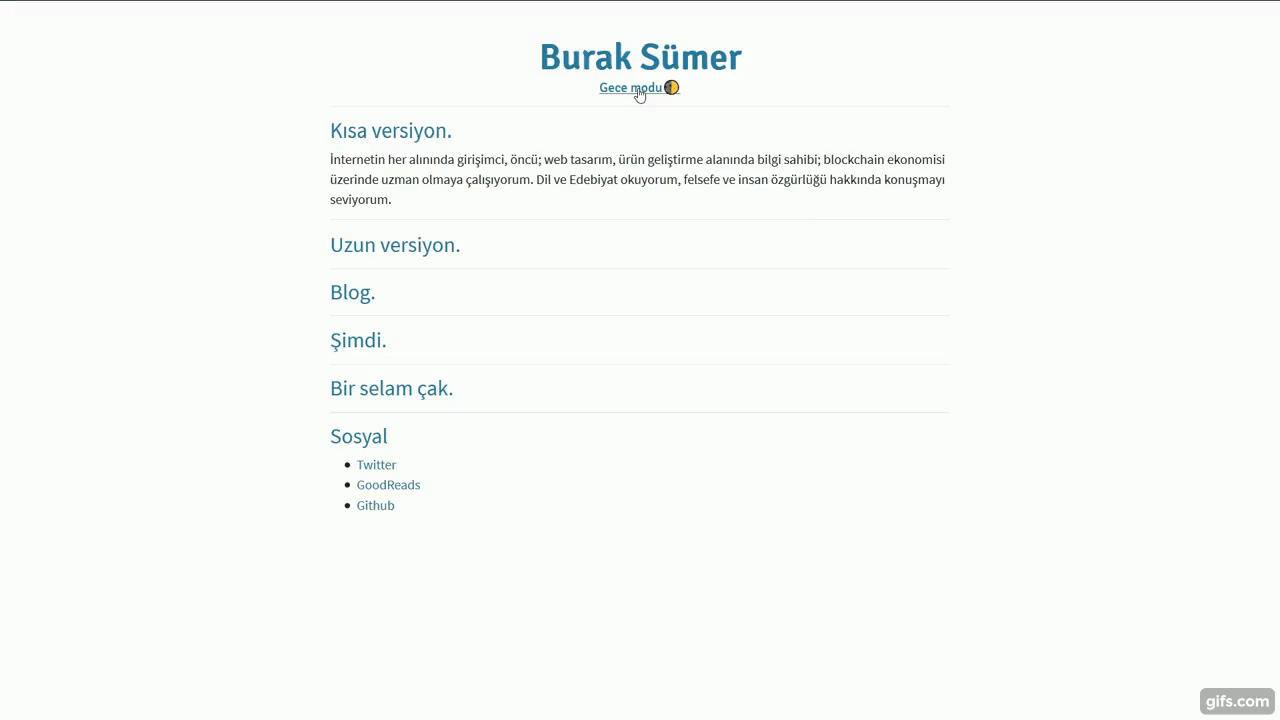 Burak Sümer
Gece modu🌓
Kısa versiyon.
İnternetin her alınında girişimci, öncü; web tasarım, ürün geliştirme alanında bilgi sahibi; blockchain ekonomisi
üzerinde uzman olmaya çalışıyorum. Dil ve Edebiyat okuyorum, felsefe ve insan özgürlüğü hakkında konuşmayı
seviyorum.
Uzun versiyon.
Blog.
Şimdi.
Bir selam çak.
Sosyal
• Twitter
• GoodReads
• Github
gifs.com